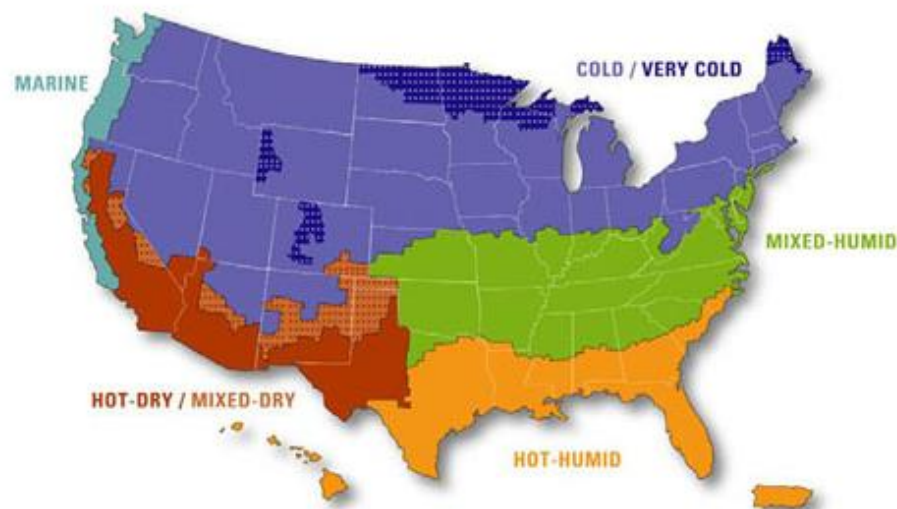 MARINE
COLD / VERY COLD
MIXED-HUMID
HOT-DRY / MIXED-DRY
HOT-HUMID